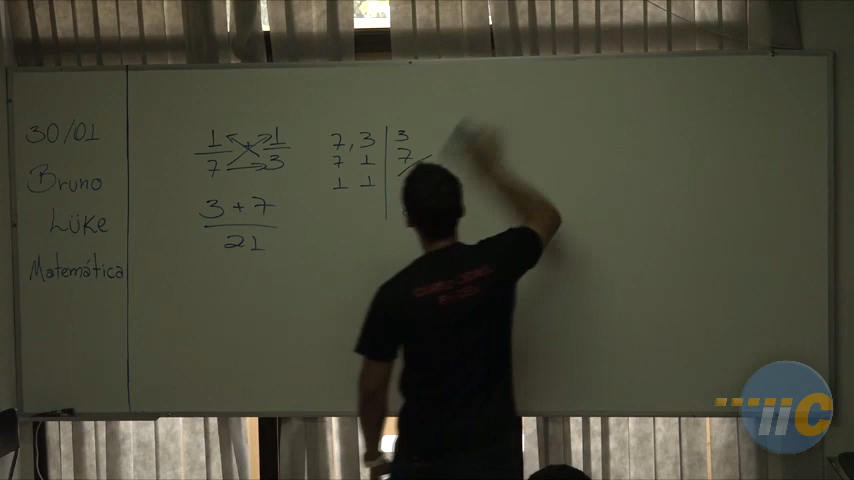 30/01
Bruno
Lüke
Matemática
1 + 1
7 3
3 + 7
21
7, 3 | 3
7 1 | 7
1 1
IIC